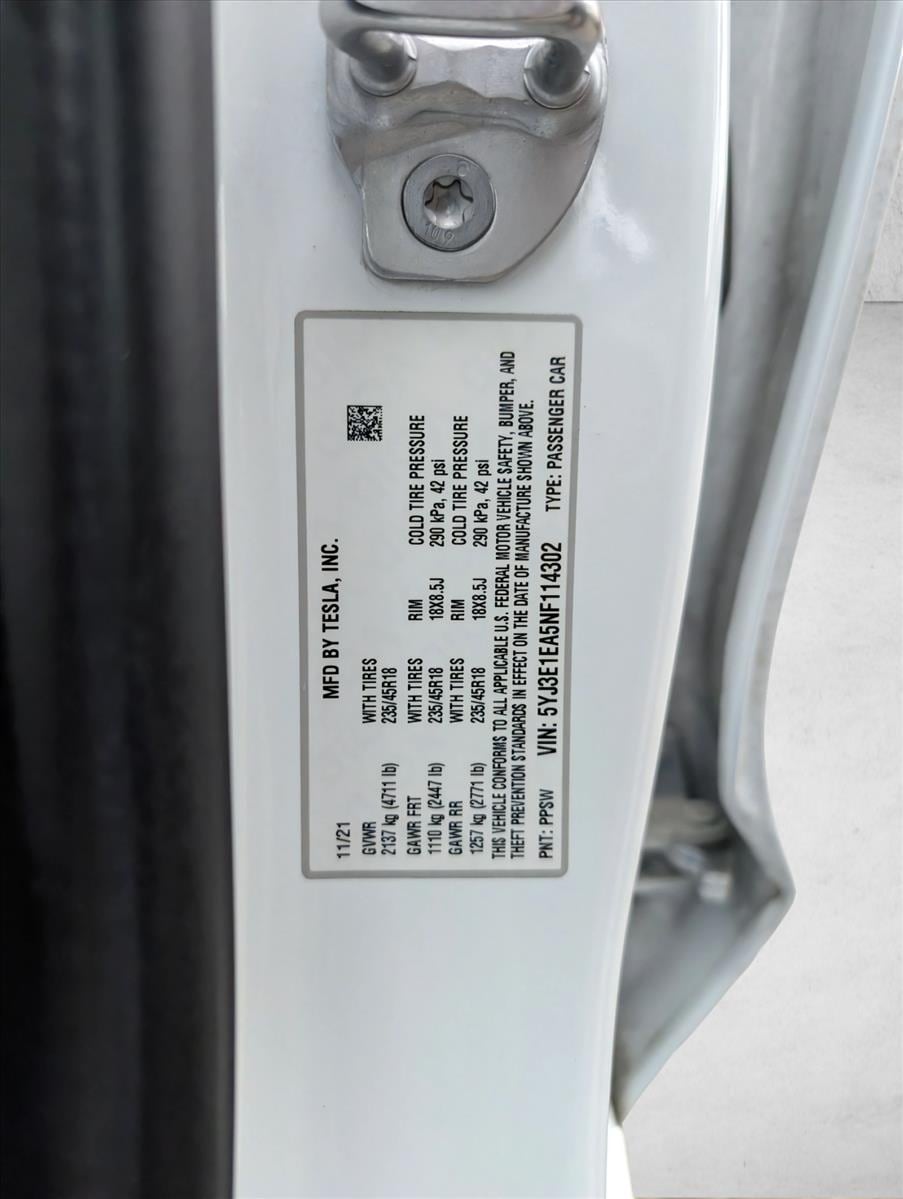 10.9
MFD BY TESLA, INC.
11/21
GVWR WITH TIRES
2137 kg (4711 lb) 235/45R18
GAWR FRT WITH TIRES RIM COLD TIRE PRESSURE
1110 kg (2447 lb) 235/45R18 18X8.5J 290 kPa, 42 psi
GAWR RR WITH TIRES RIM COLD TIRE PRESSURE
1257 kg (2771 lb) 235/45R18 18X8.5J 290 kPa, 42 psi
THIS VEHICLE CONFORMS TO ALL APPLICABLE U.S. FEDERAL MOTOR VEHICLE SAFETY, BUMPER, AND
THEFT PREVENTION STANDARDS IN EFFECT ON THE DATE OF MANUFACTURE SHOWN ABOVE.
PNT: PPSW VIN: 5YJ3E1EA5NF114302 TYPE: PASSENGER CAR